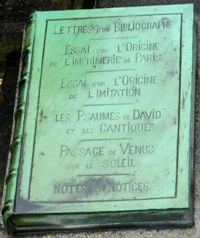 LETTRES D'UN BIBLIOGRAPHE
ESSAI SUR L'ORIGINE
DE L'IMPRIMERIE DE PARIS
ESSAI SUR L'ORIGINE
DE L'IMITATION
LES PSAUMES DE DAVID
ET LES CANTIQUES
PASSAGE DE VENUS
SUR LE SOLEIL
NOTES NOTICES